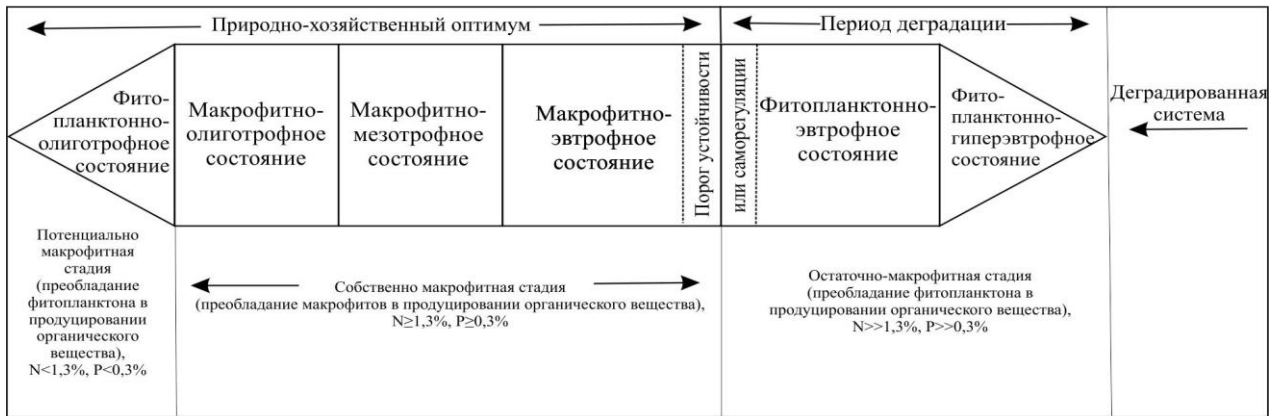 Природно-хозяйственный оптимум
Период деградации
Фито-
планктонно-
олиготрофное
состояние
Макрофитно-
олиготрофное
состояние
Макрофитно-
мезотрофное
состояние
Макрофитно-
эвтрофное
состояние
Порог устойчивости
или саморегуляции
Фитопланктонно-
эвтрофное
состояние
Фито-
планктонно-
гиперэвтрофное
состояние
Деградированная
система
Потенциально
макрофитная
стадия
(преобладание
фитопланктона в
продуцировании
органического
вещества),
N<1,3%, P<0,3%
Собственно макрофитная стадия
(преобладание макрофитов в продуцировании органического вещества),
N≥1,3%, P≥0,3%
Остаточно-макрофитная стадия
(преобладание фитопланктона в
продуцировании органического вещества),
N>>1,3%, P>>0,3%